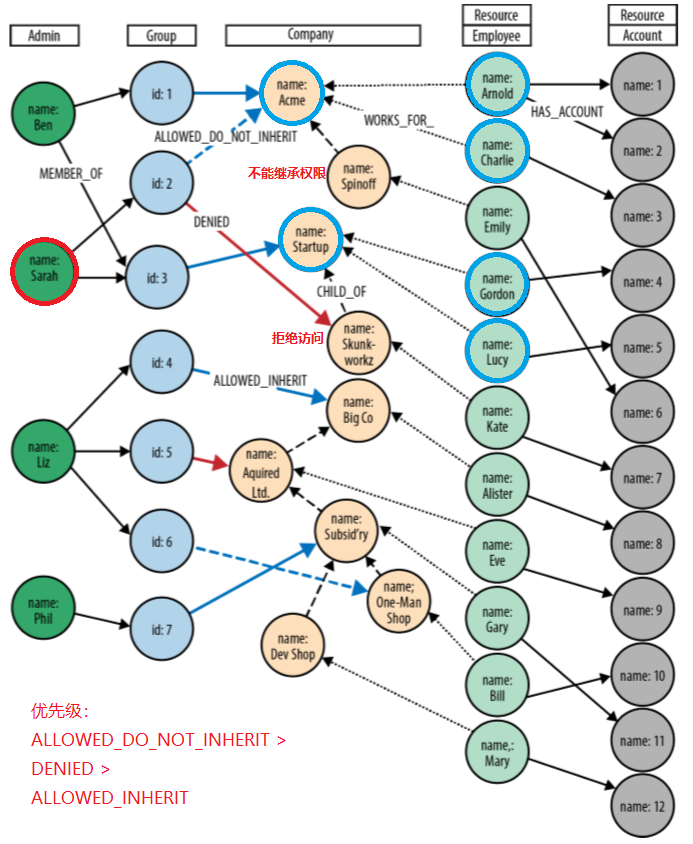 Resource
Resource
Admin
Group
Company
Employee
Account
name:
Ben
id: 1
name:
Acme
name:
Arnold
name: 1
HAS_ACCOUNT
WORKS_FOR_
ALLOWED_DO_NOT_INHERIT
name:
Charlie
name: 2
MEMBER_OF
id: 2
不能继承权限
name:
Spinoff
name:
Emily
name: 3
DENIED
name:
Sarah
id: 3
name:
Startup
name:
Gordon
name: 4
CHILD_OF
拒绝访问
name:
Skunk-
workz
name:
Lucy
name: 5
id: 4
ALLOWED_INHERIT
name:
Big Co
name:
Kate
name: 6
name:
Liz
id: 5
name:
Aquired
Ltd.
name:
Alister
name: 7
id: 6
name:
Subsid'ry
name:
Eve
name: 8
name:
Phil
id: 7
name;
One-Man
Shop
name:
Gary
name: 9
name:
Dev Shop
name:
Bill
name: 10
name,:
Mary
name: 11
name: 12
优先级：
ALLOWED_DO_NOT_INHERIT >
DENIED >
ALLOWED_INHERIT